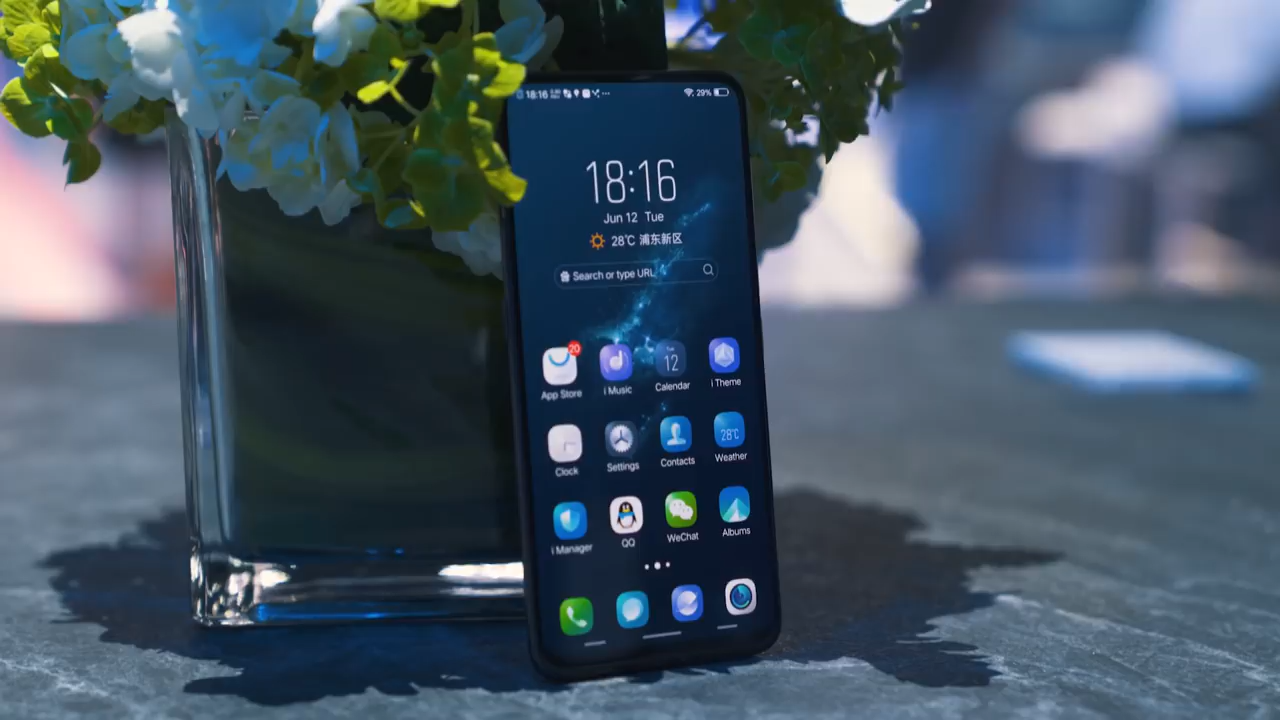 18:16
29%
18:16
Jun 12 Tue
28℃ 浦东新区
Search or type URL
20
Tue
12
App Store
i Music
Calendar
i Theme
28℃
Clock
Settings
Contacts
Weather
i Manager
QQ
WeChat
Albums